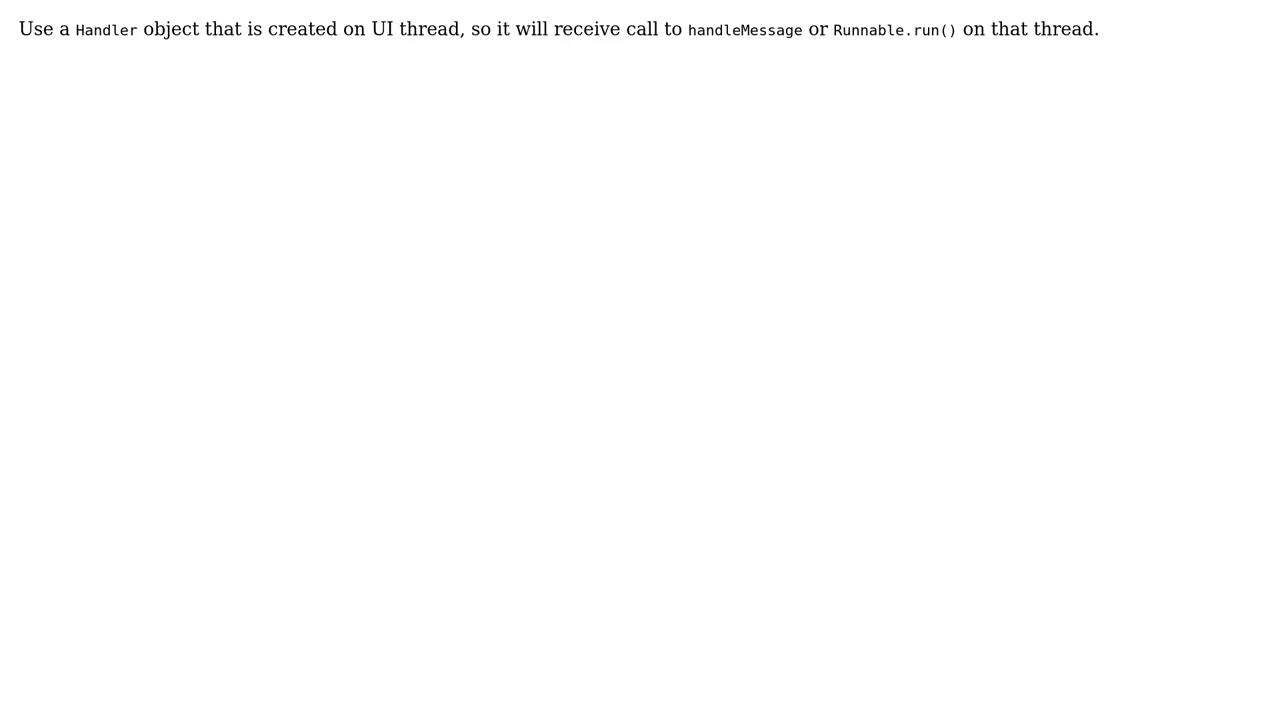 Use a Handler object that is created on UI thread, so it will receive call to handleMessage or Runnable.run() on that thread.